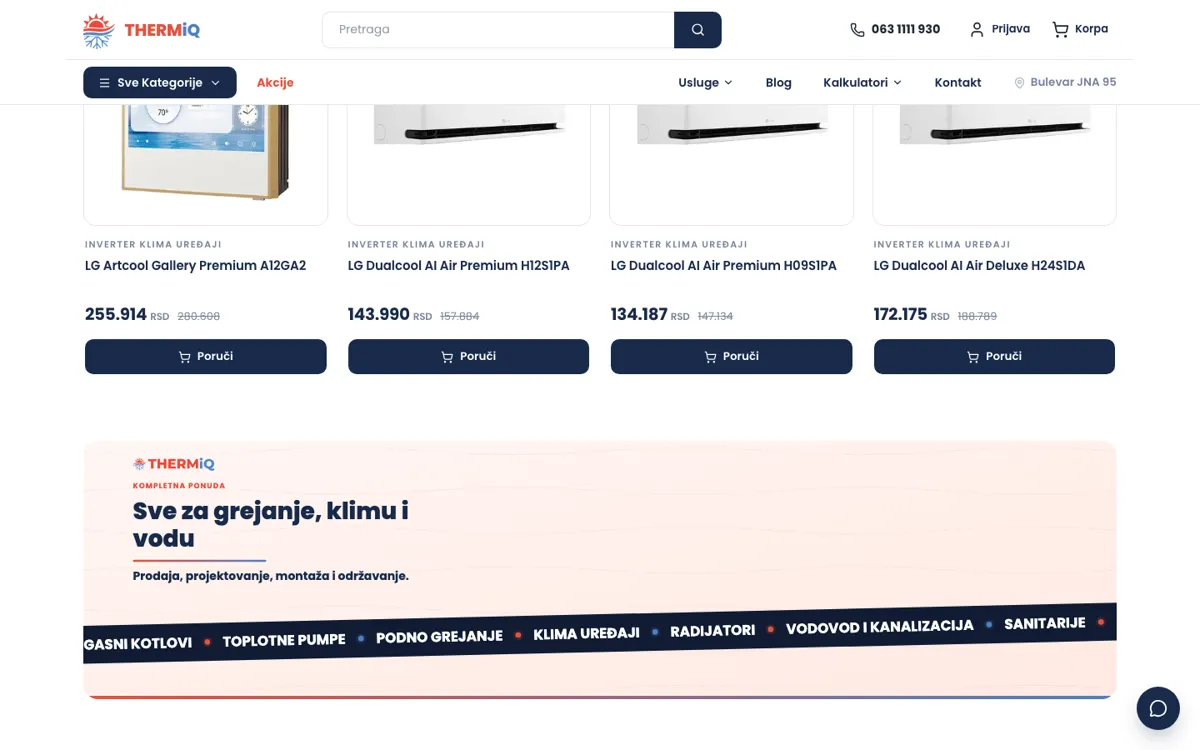 THERMiQ
Pretraga
063 1111 930
Prijava
Korpa
Sve Kategorije
Akcije
Usluge
Blog
Kalkulatori
Kontakt
Bulevar JNA 95
70°
INVERTER KLIMA UREĐAJI
LG Artcool Gallery Premium A12GA2
255.914 RSD 280.608
Poruči
INVERTER KLIMA UREĐAJI
LG Dualcool AI Air Premium H12S1PA
143.990 RSD 157.884
Poruči
INVERTER KLIMA UREĐAJI
LG Dualcool AI Air Premium H09S1PA
134.187 RSD 147.134
Poruči
INVERTER KLIMA UREĐAJI
LG Dualcool AI Air Deluxe H24S1DA
172.175 RSD 188.789
Poruči
THERMiQ
KOMPLETNA PONUDA
Sve za grejanje, klimu i
vodu
Prodaja, projektovanje, montaža i održavanje.
GASNI KOTLOVI • TOPLOTNE PUMPE • PODNO GREJANJE • KLIMA UREĐAJI • RADIJATORI • VODOVOD I KANALIZACIJA • SANITARIJE •